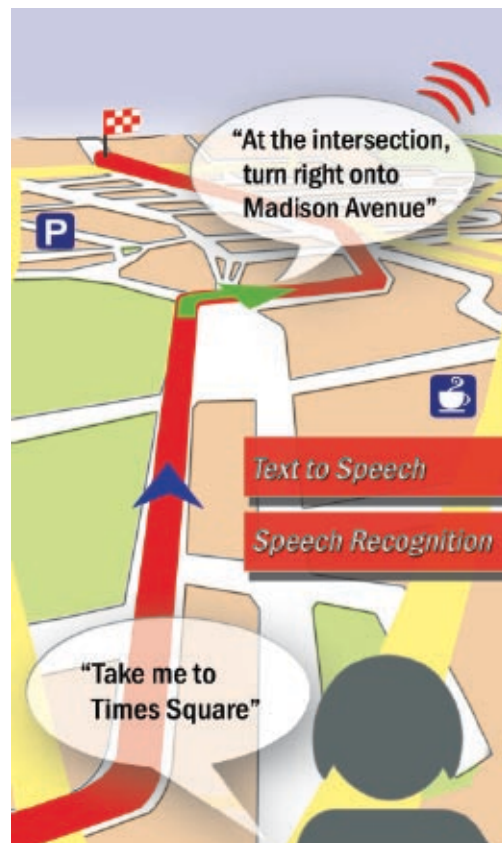 “At the intersection,
turn right onto
Madison Avenue”
P
Text to Speech
Speech Recognition
“Take me to
Times Square”